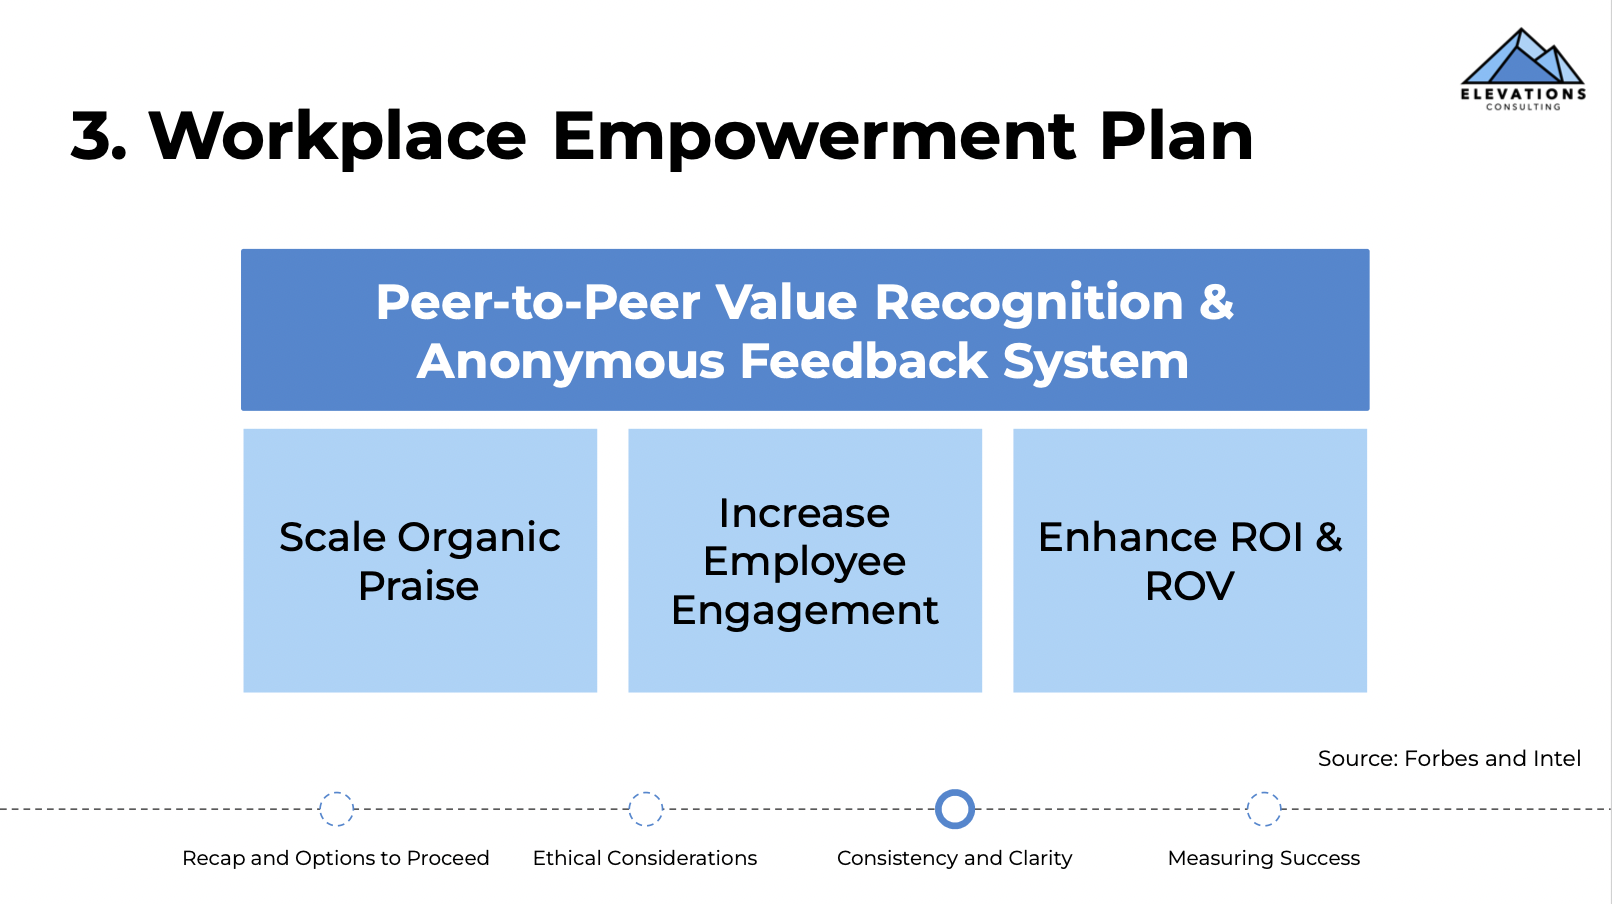 ELEVATIONS
CONSULTING
3. Workplace Empowerment Plan
Peer-to-Peer Value Recognition &
Anonymous Feedback System
Scale Organic
Praise
Increase
Employee
Engagement
Enhance ROI &
ROV
Source: Forbes and Intel
Recap and Options to Proceed
Ethical Considerations
Consistency and Clarity
Measuring Success